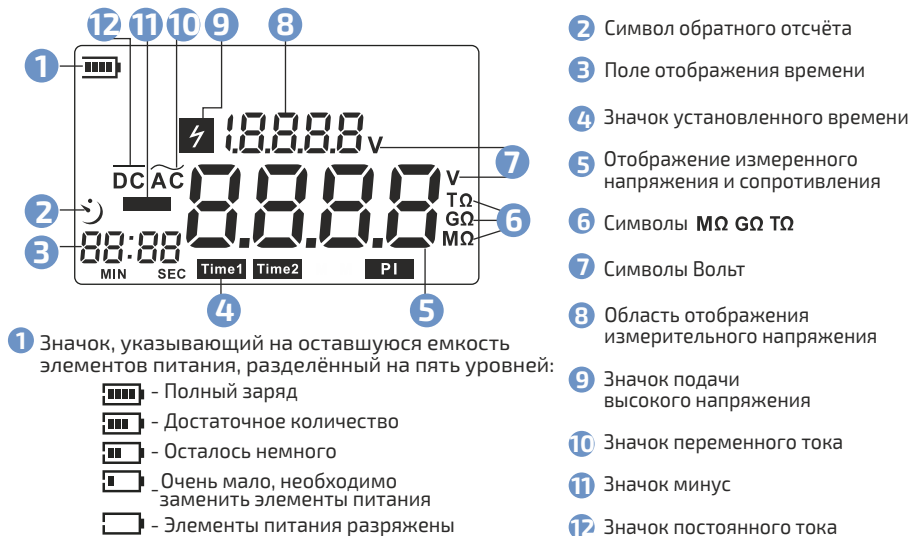 12 11 10 9 8
1
1.8.8.8.8 V
DC AC
8.8.8.8 V
TΩ
GΩ
MΩ
7
6
2
3
88:88
MIN SEC
Time1 Time2 PI
4 5
1 Значок, указывающий на оставшуюся емкость
элементов питания, разделённый на пять уровней:
- Полный заряд
- Достаточное количество
- Осталось немного
- Очень мало, необходимо
заменить элементы питания
- Элементы питания разряжены
2 Символ обратного отсчёта
3 Поле отображения времени
4 Значок установленного времени
5 Отображение измеренного
напряжения и сопротивления
6 Символы MΩ GΩ TΩ
7 Символы Вольт
8 Область отображения
измерительного напряжения
9 Значок подачи
высокого напряжения
10 Значок переменного тока
11 Значок минус
12 Значок постоянного тока